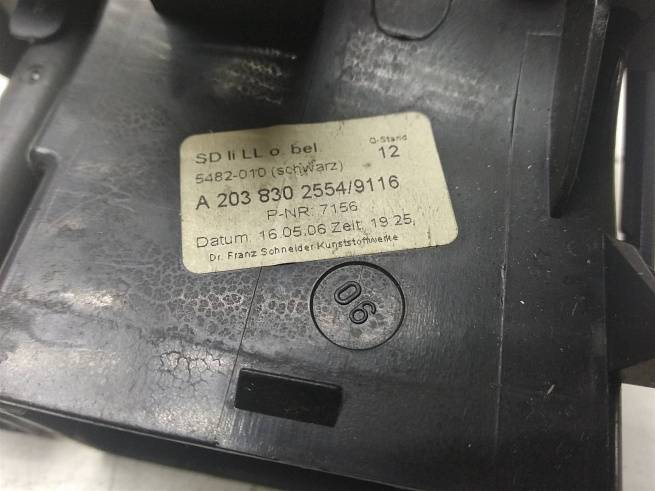 SD li LL o. bel.
Q-Stand
12
5482-010 (schwarz)
A 203 830 2554/9116
P-NR: 7156
Datum: 16.05.06 Zeit: 19:25,
Dr. Franz Schneider Kunststoffwerke
06